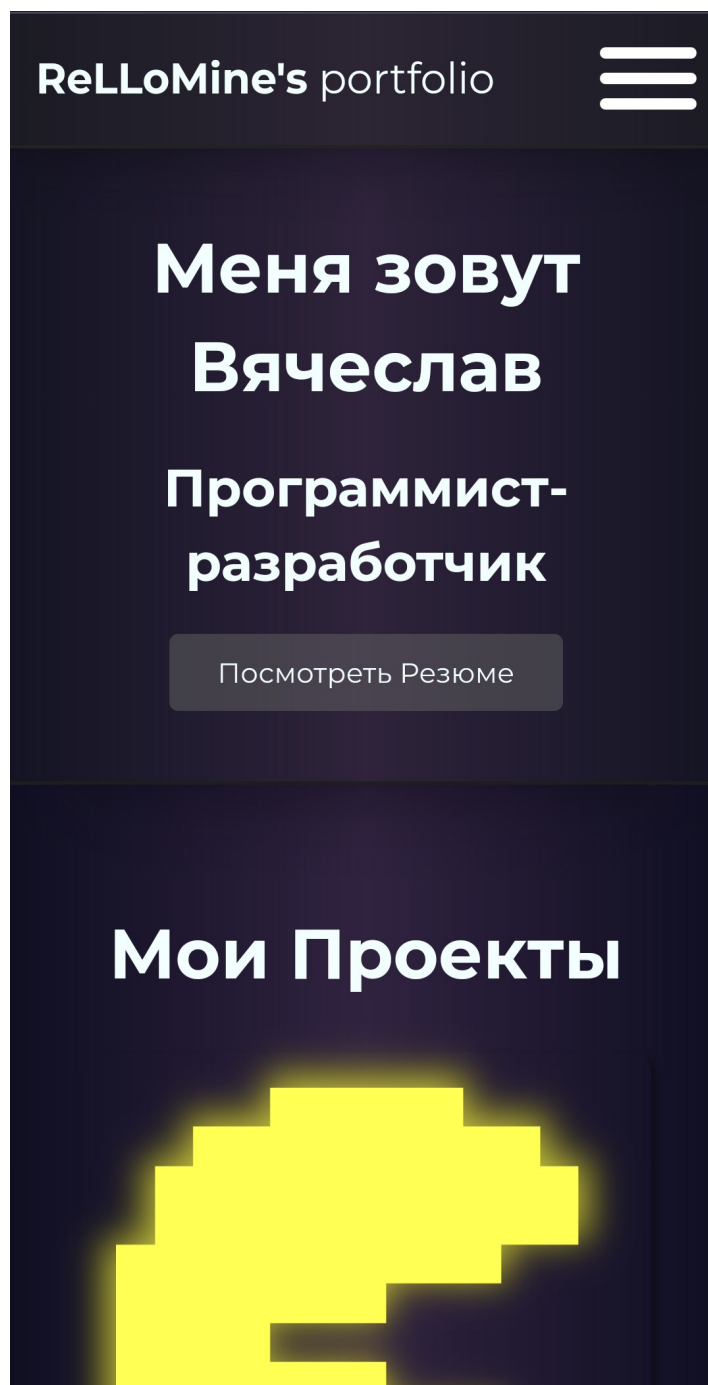 ReLLoMine's portfolio
Меня зовут
Вячеслав
Программист-
разработчик
Посмотреть Резюме
Мои Проекты